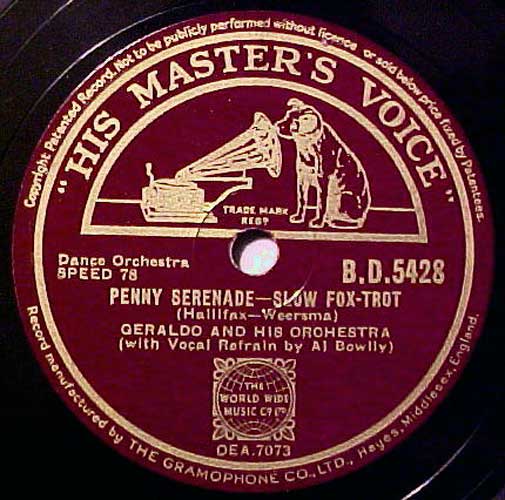 Copyright Patented Record. Not to be publicly performed without licence or sold below price fixed by Patentees.
"HIS MASTER'S VOICE"
TRADE MARK
REGD
Dance Orchestra
SPEED 78
B.D.5428
PENNY SERENADE—SLOW FOX-TROT
(Hallifax—Weersma)
GERALDO AND HIS ORCHESTRA
(with Vocal Refrain by Al Bowlly)
THE
WORLD WIDE
MUSIC Co LTD
OEA.7073
Record manufactured by THE GRAMOPHONE CO., LTD., Hayes, Middlesex, England.